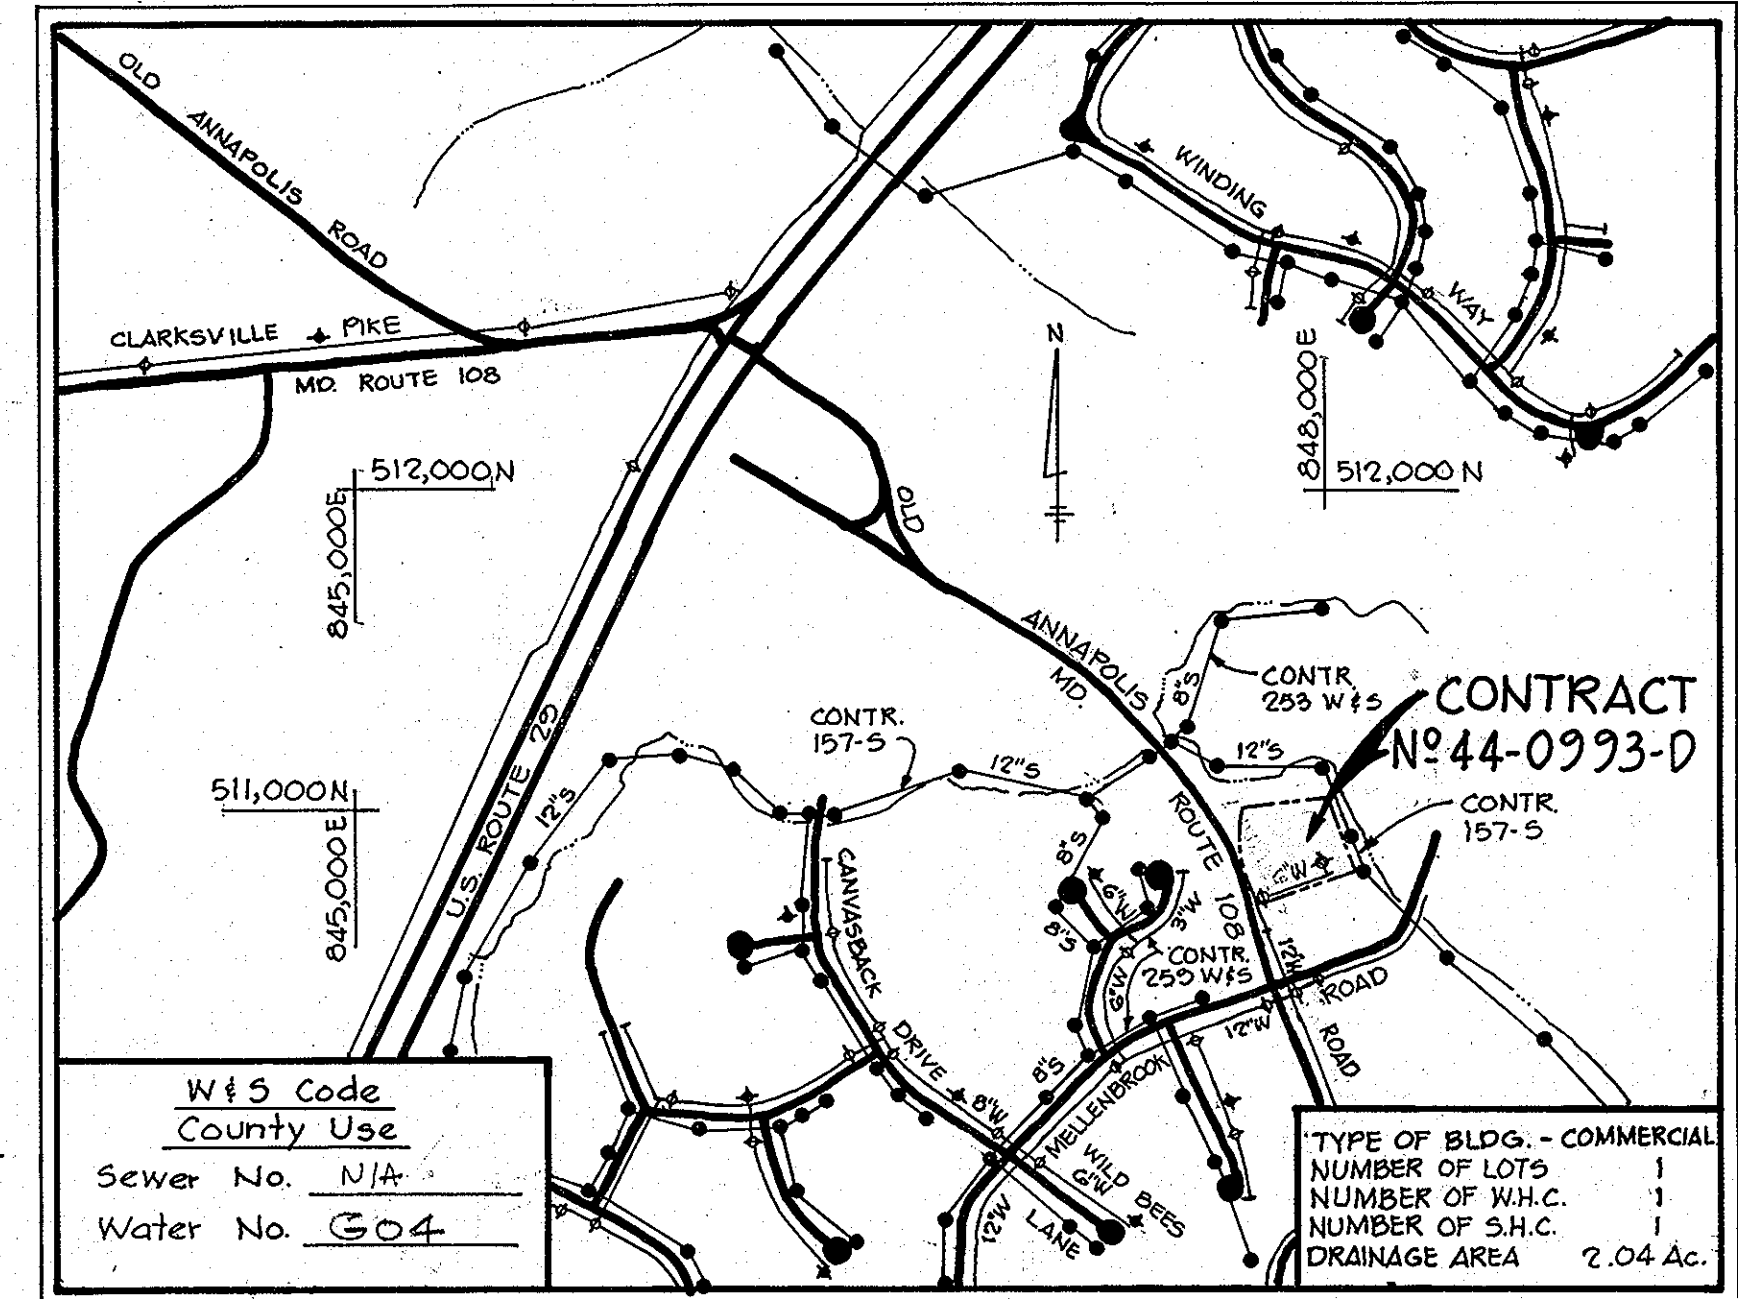 OLD ANNAPOLIS ROAD
WINDING WAY
CLARKSVILLE PIKE
MD. ROUTE 108
N
848,000E
512,000N
845,000E
512,000N
OLD ANNAPOLIS ROAD
MD. ROUTE 108
8"S
CONTR.
253 W&S
CONTRACT
Nº 44-0993-D
CONTR.
157-S
12"S
12"S
U.S. ROUTE 29
12"S
511,000N
845,000E
CONTR.
157-S
8"S
6"W
6"W
3"W
8"S
CONTR.
259 W&S
6"W
12"W
12"W
CANVASBACK DRIVE
8"S
8"W
MELLENBROOK ROAD
WILD BEES LANE
6"W
12"W
W & S Code
County Use
Sewer No. N/A
Water No. G04
TYPE OF BLDG. - COMMERCIAL
NUMBER OF LOTS 1
NUMBER OF W.H.C. 1
NUMBER OF S.H.C. 1
DRAINAGE AREA 2.04 Ac.